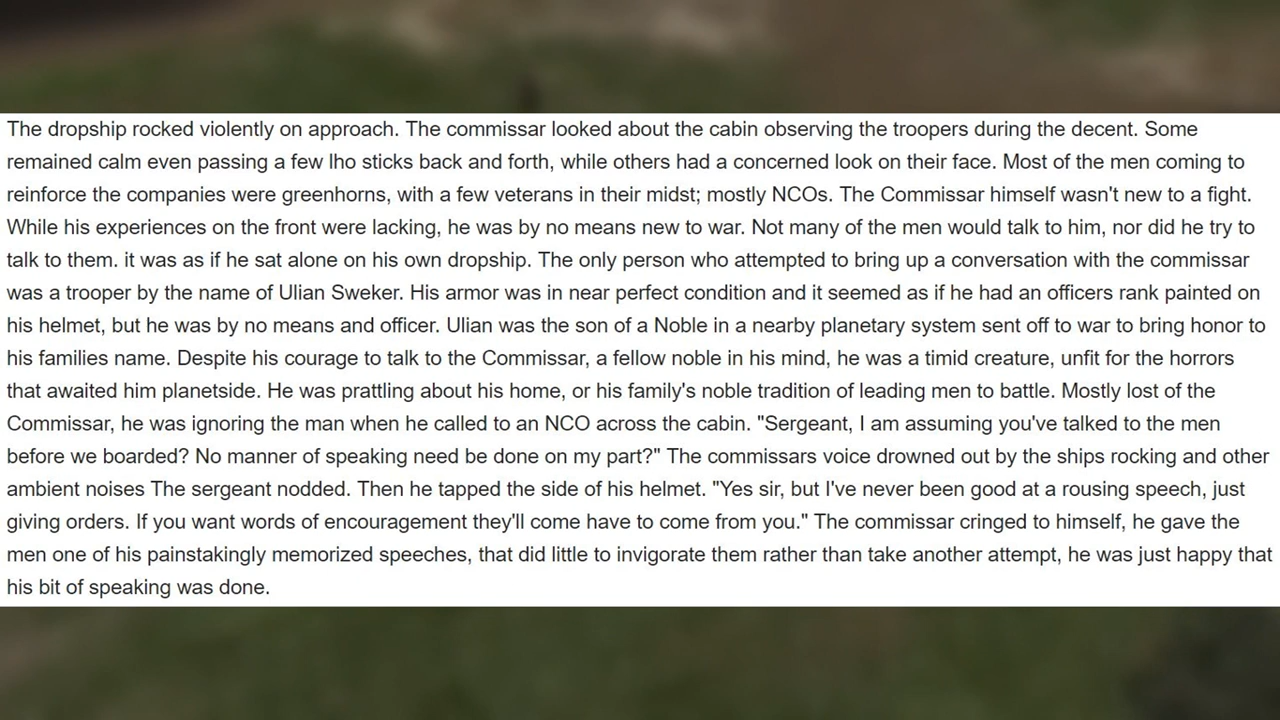 The dropship rocked violently on approach. The commissar looked about the cabin observing the troopers during the decent. Some
remained calm even passing a few lho sticks back and forth, while others had a concerned look on their face. Most of the men coming to
reinforce the companies were greenhorns, with a few veterans in their midst; mostly NCOs. The Commissar himself wasn't new to a fight.
While his experiences on the front were lacking, he was by no means new to war. Not many of the men would talk to him, nor did he try to
talk to them. it was as if he sat alone on his own dropship. The only person who attempted to bring up a conversation with the commissar
was a trooper by the name of Ulian Sweker. His armor was in near perfect condition and it seemed as if he had an officers rank painted on
his helmet, but he was by no means and officer. Ulian was the son of a Noble in a nearby planetary system sent off to war to bring honor to
his families name. Despite his courage to talk to the Commissar, a fellow noble in his mind, he was a timid creature, unfit for the horrors
that awaited him planetside. He was prattling about his home, or his family's noble tradition of leading men to battle. Mostly lost of the
Commissar, he was ignoring the man when he called to an NCO across the cabin. "Sergeant, I am assuming you've talked to the men
before we boarded? No manner of speaking need be done on my part?" The commissars voice drowned out by the ships rocking and other
ambient noises The sergeant nodded. Then he tapped the side of his helmet. "Yes sir, but I've never been good at a rousing speech, just
giving orders. If you want words of encouragement they'll come have to come from you." The commissar cringed to himself, he gave the
men one of his painstakingly memorized speeches, that did little to invigorate them rather than take another attempt, he was just happy that
his bit of speaking was done.